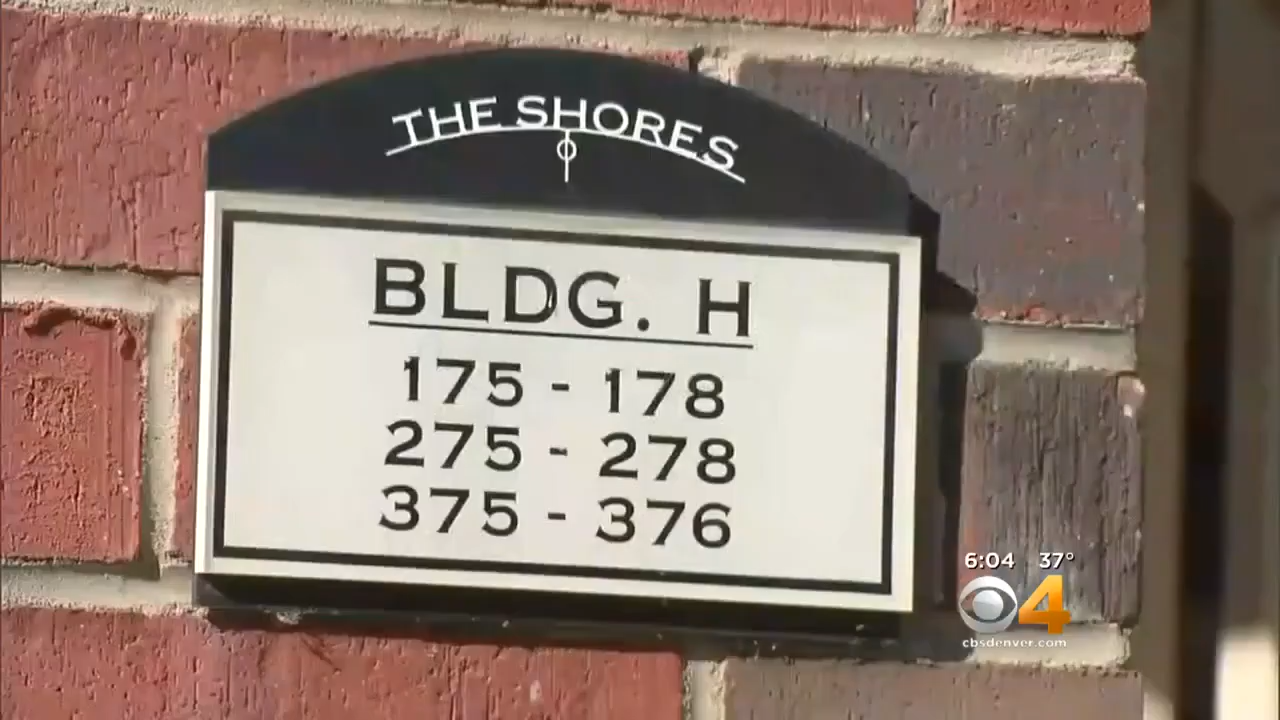 THE SHORES
BLDG. H
175 - 178
275 - 278
375 - 376
6:04 37°
4
cbsdenver.com